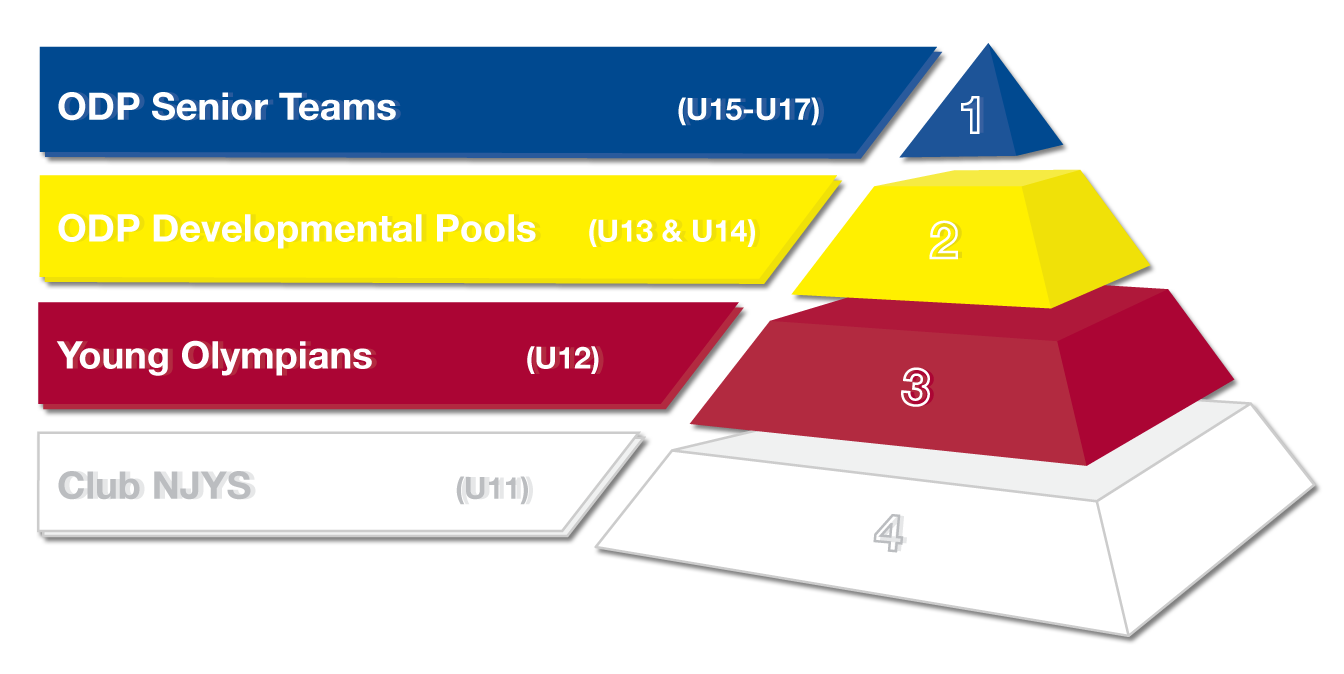 ODP Senior Teams (U15-U17) 1
ODP Developmental Pools (U13 & U14) 2
Young Olympians (U12) 3
Club NJYS (U11) 4